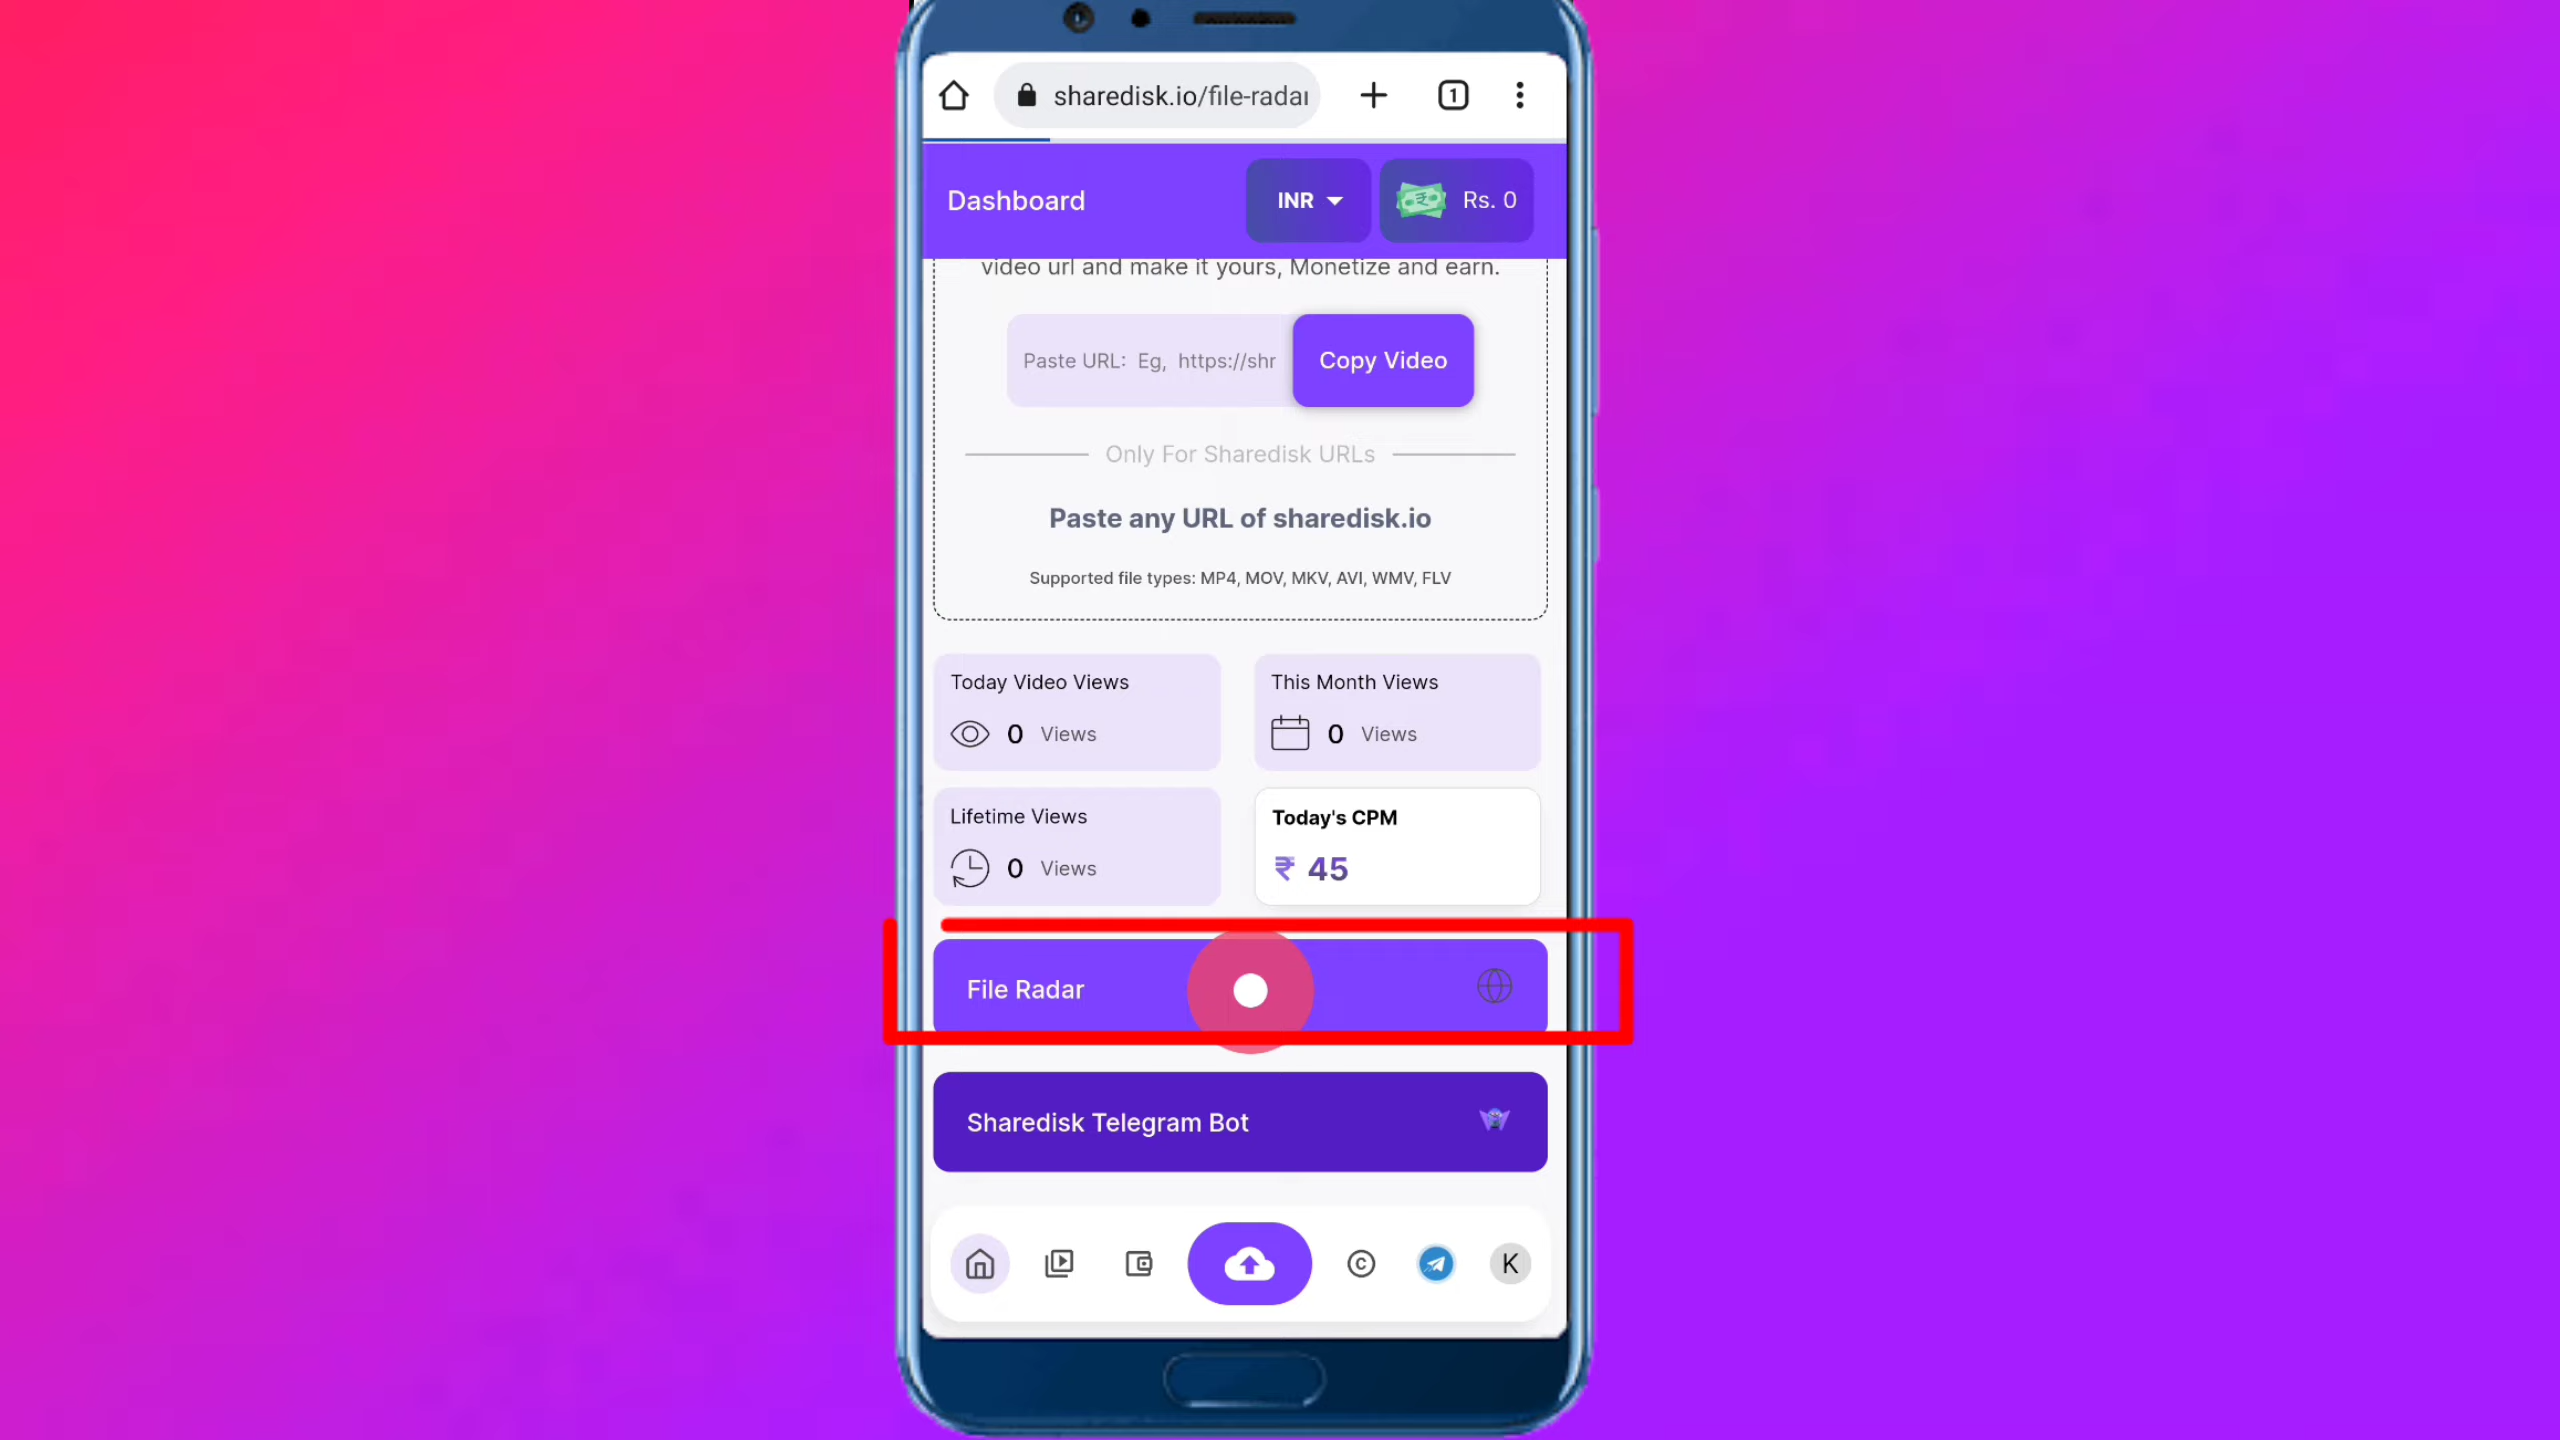 sharedisk.io/file-radar
1
Dashboard
INR
Rs. 0
video url and make it yours, Monetize and earn.
Paste URL: Eg, https://shr
Copy Video
Only For Sharedisk URLs
Paste any URL of sharedisk.io
Supported file types: MP4, MOV, MKV, AVI, WMV, FLV
Today Video Views
This Month Views
0 Views
0 Views
Lifetime Views
Today's CPM
0 Views
₹ 45
File Radar
Sharedisk Telegram Bot
K